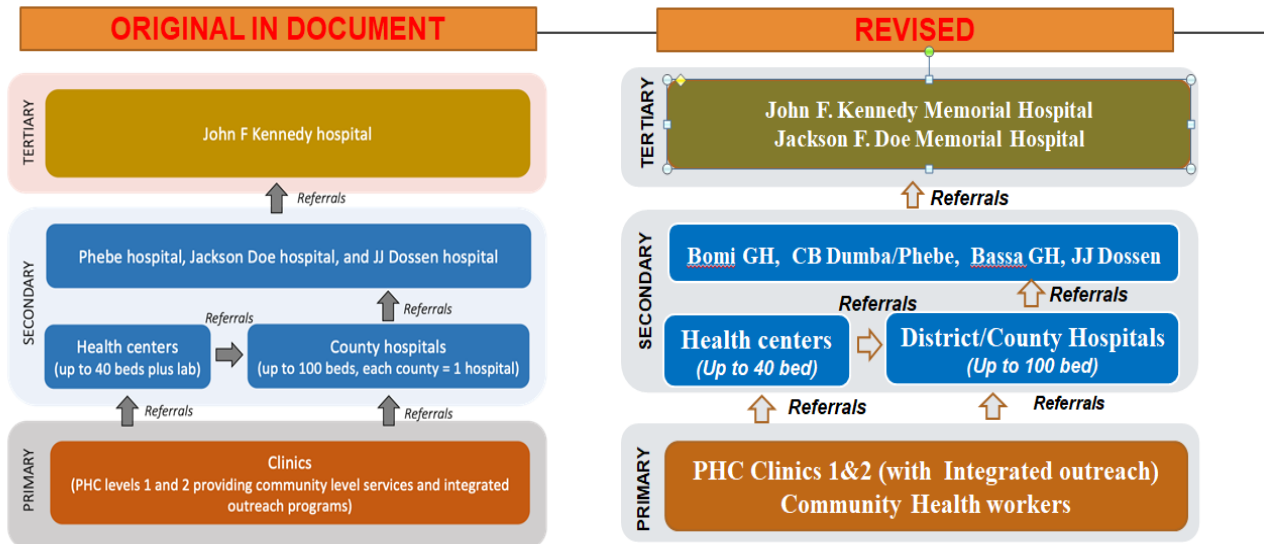 ORIGINAL IN DOCUMENT
TERTIARY
John F Kennedy hospital
Referrals
SECONDARY
Phebe hospital, Jackson Doe hospital, and JJ Dossen hospital
Referrals
Referrals
Health centers
(up to 40 beds plus lab)
County hospitals
(up to 100 beds, each county = 1 hospital)
Referrals
Referrals
PRIMARY
Clinics
(PHC levels 1 and 2 providing community level services and integrated
outreach programs)
REVISED
TERTIARY
John F. Kennedy Memorial Hospital
Jackson F. Doe Memorial Hospital
Referrals
SECONDARY
Bomi GH, CB Dumba/Phebe, Bassa GH, JJ Dossen
Referrals
Referrals
Health centers
(Up to 40 bed)
District/County Hospitals
(Up to 100 bed)
Referrals
Referrals
PRIMARY
PHC Clinics 1&2 (with Integrated outreach)
Community Health workers